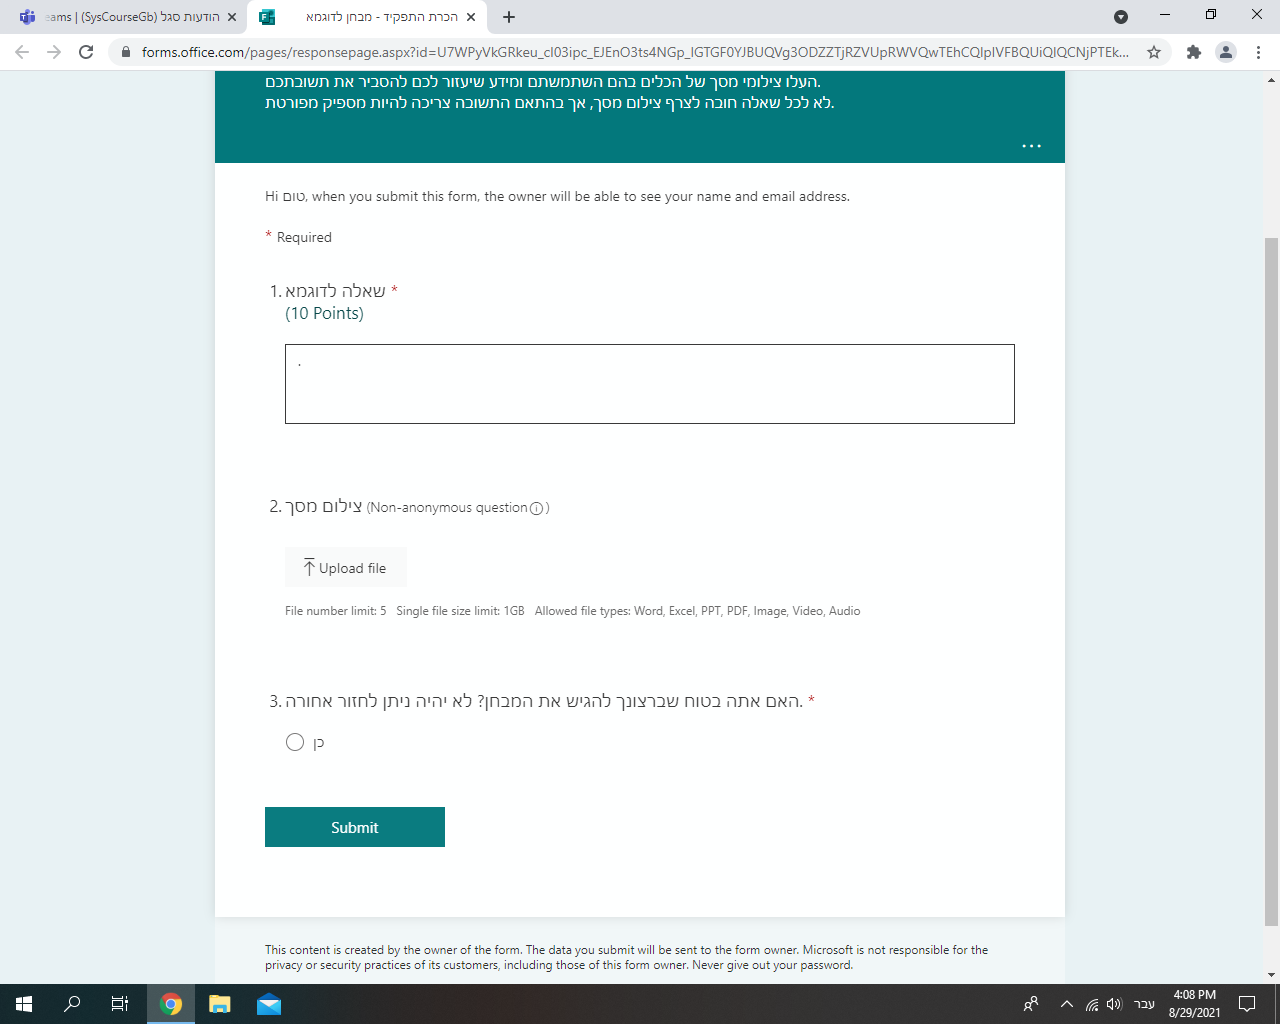 eams | (SysCourseGb) הודעות סגל
הכרת התפקיד - מבחן לדוגמא
forms.office.com/pages/responsepage.aspx?id=U7WPyVkGRkeu_cl03ipc_EJEnO3ts4NGp_IGTGF0YJBUQVg3ODZZTjRZVUpRWVQwTEhCQlpIVFBQUiQlQCNjPTEk...
העלו צילומי מסך של הכלים בהם השתמשתם ומידע שיעזור לכם להסביר את תשובתכם.
לא לכל שאלה חובה לצרף צילום מסך, אך בהתאם התשובה צריכה להיות מספיק מפורטת.
Hi טום, when you submit this form, the owner will be able to see your name and email address.
* Required
1. שאלה לדוגמא *
(10 Points)
.
2. צילום מסך (Non-anonymous question)
Upload file
File number limit: 5 Single file size limit: 1GB Allowed file types: Word, Excel, PPT, PDF, Image, Video, Audio
3. האם אתה בטוח שברצונך להגיש את המבחן? לא יהיה ניתן לחזור אחורה. *
כן
Submit
This content is created by the owner of the form. The data you submit will be sent to the form owner. Microsoft is not responsible for the
privacy or security practices of its customers, including those of this form owner. Never give out your password.
עבר
4:08 PM
8/29/2021